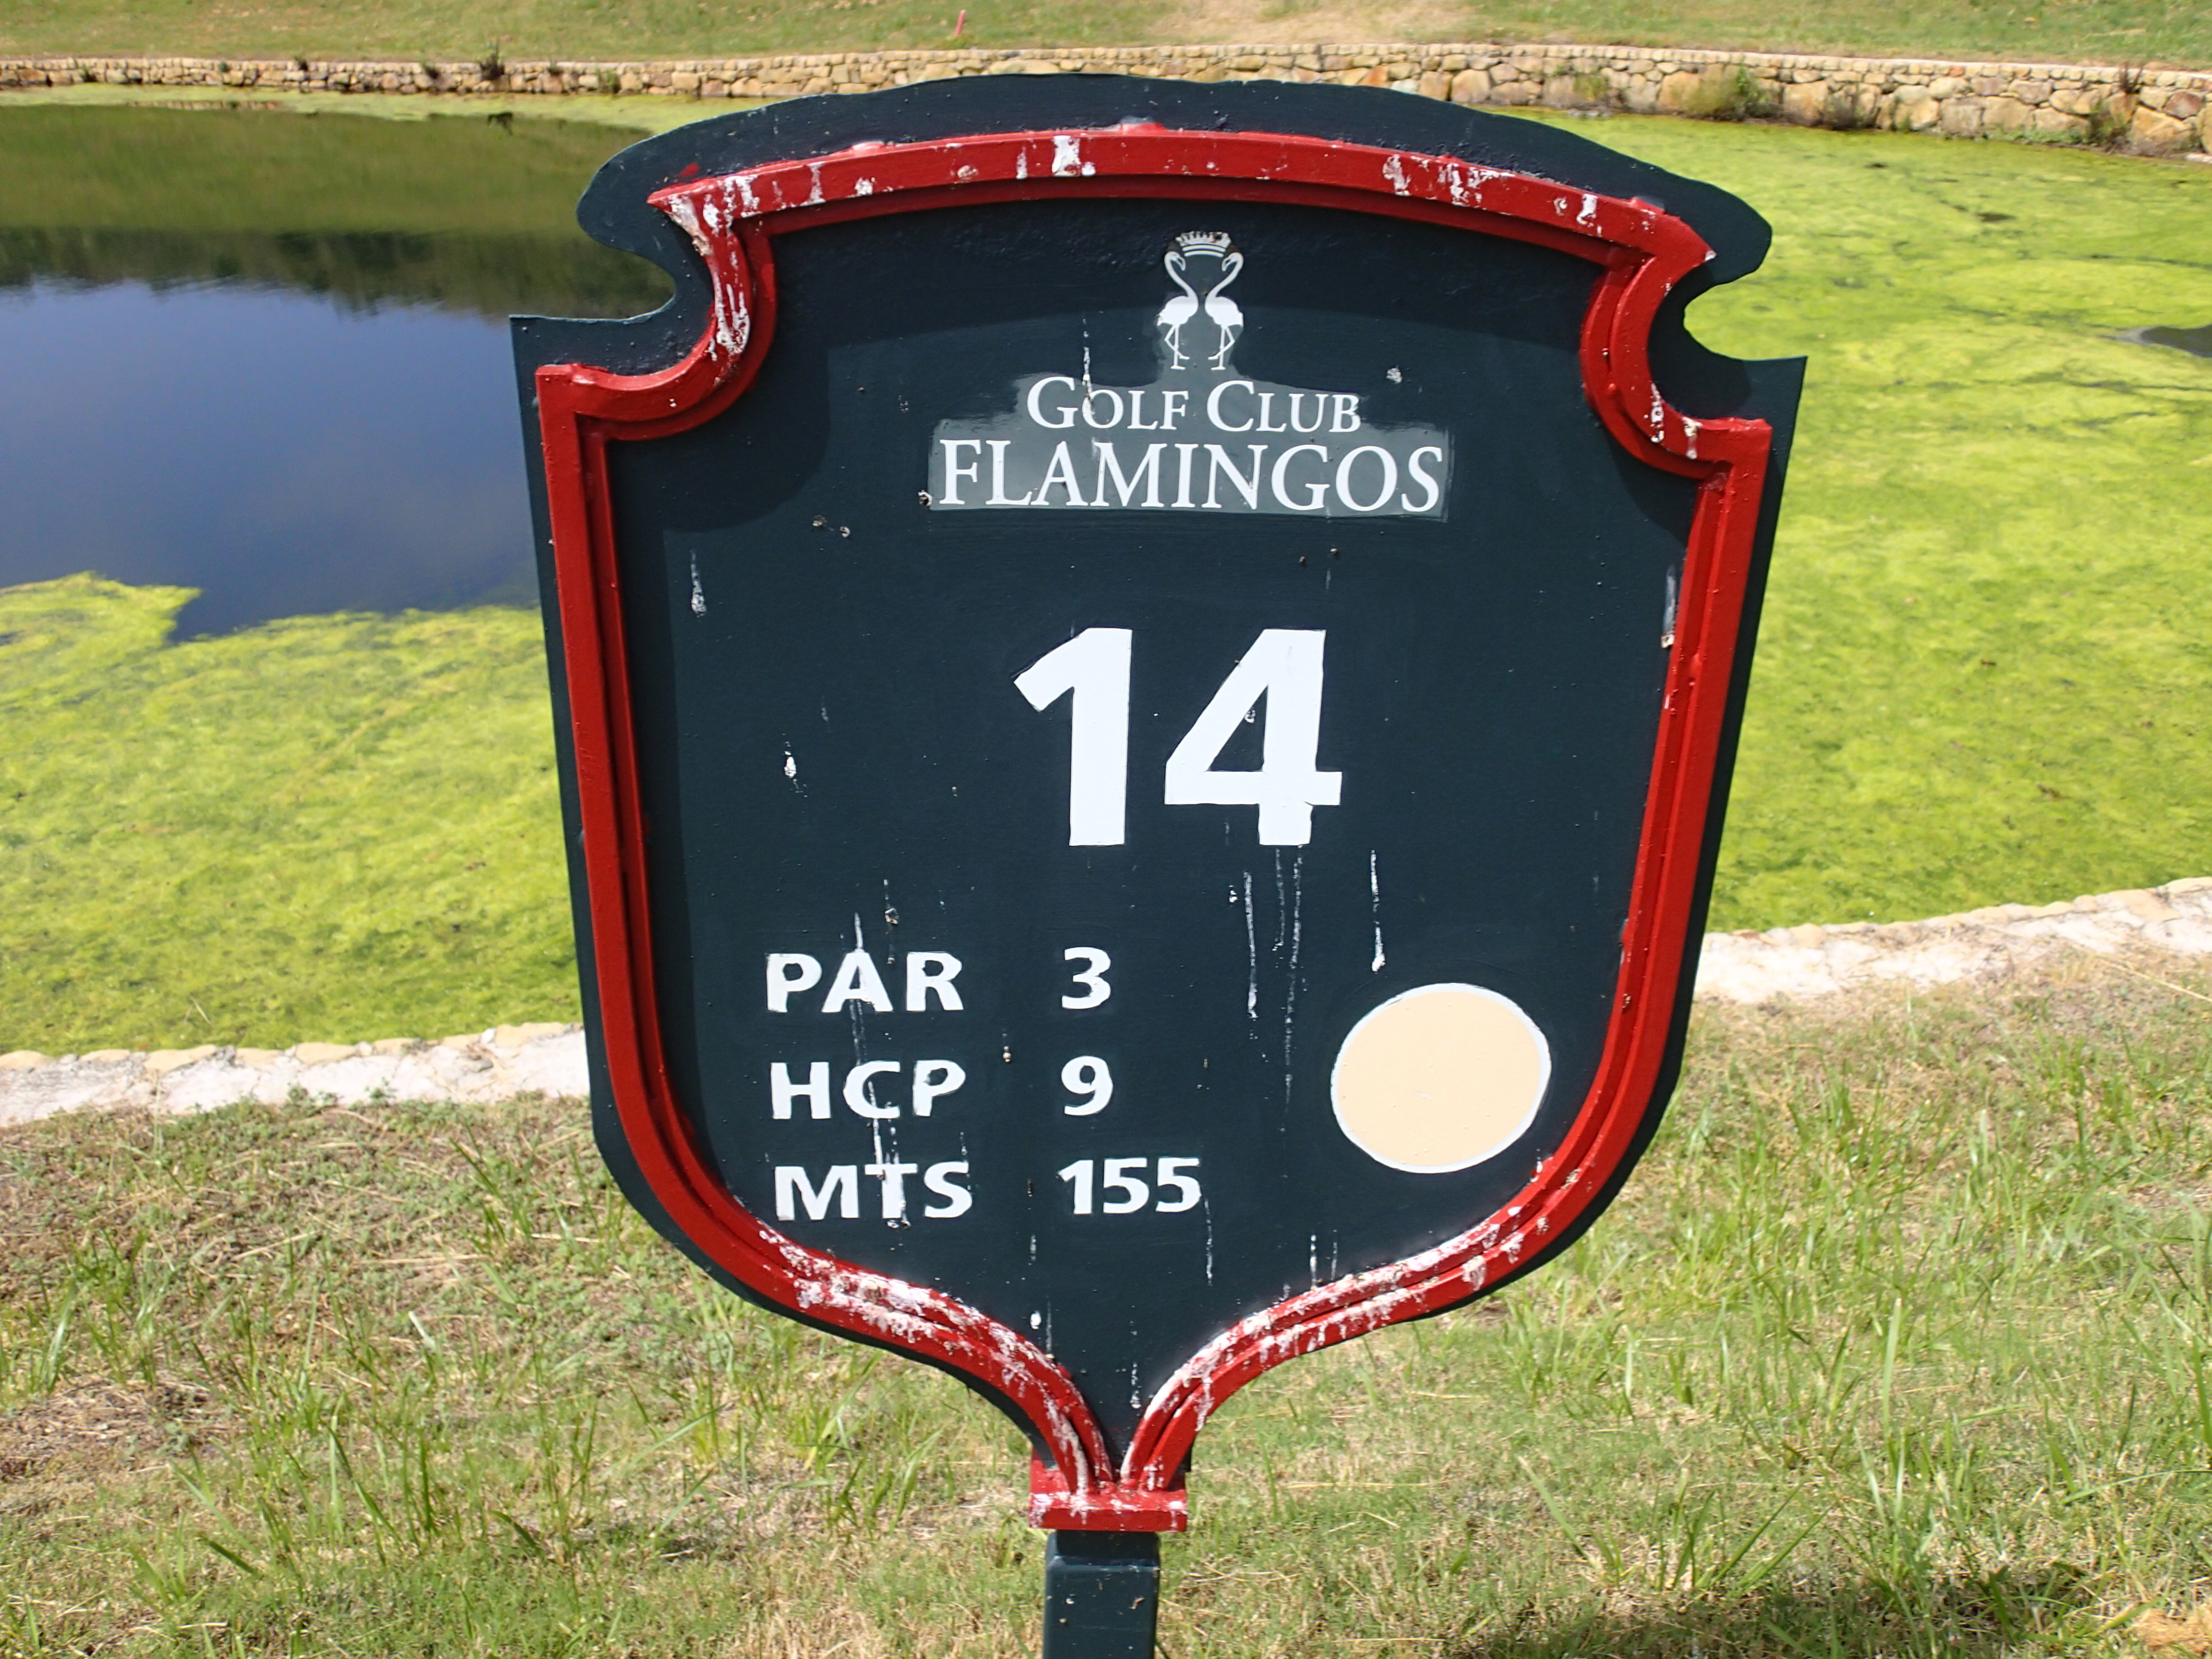 GOLF CLUB
FLAMINGOS
14
PAR 3
HCP 9
MTS 155